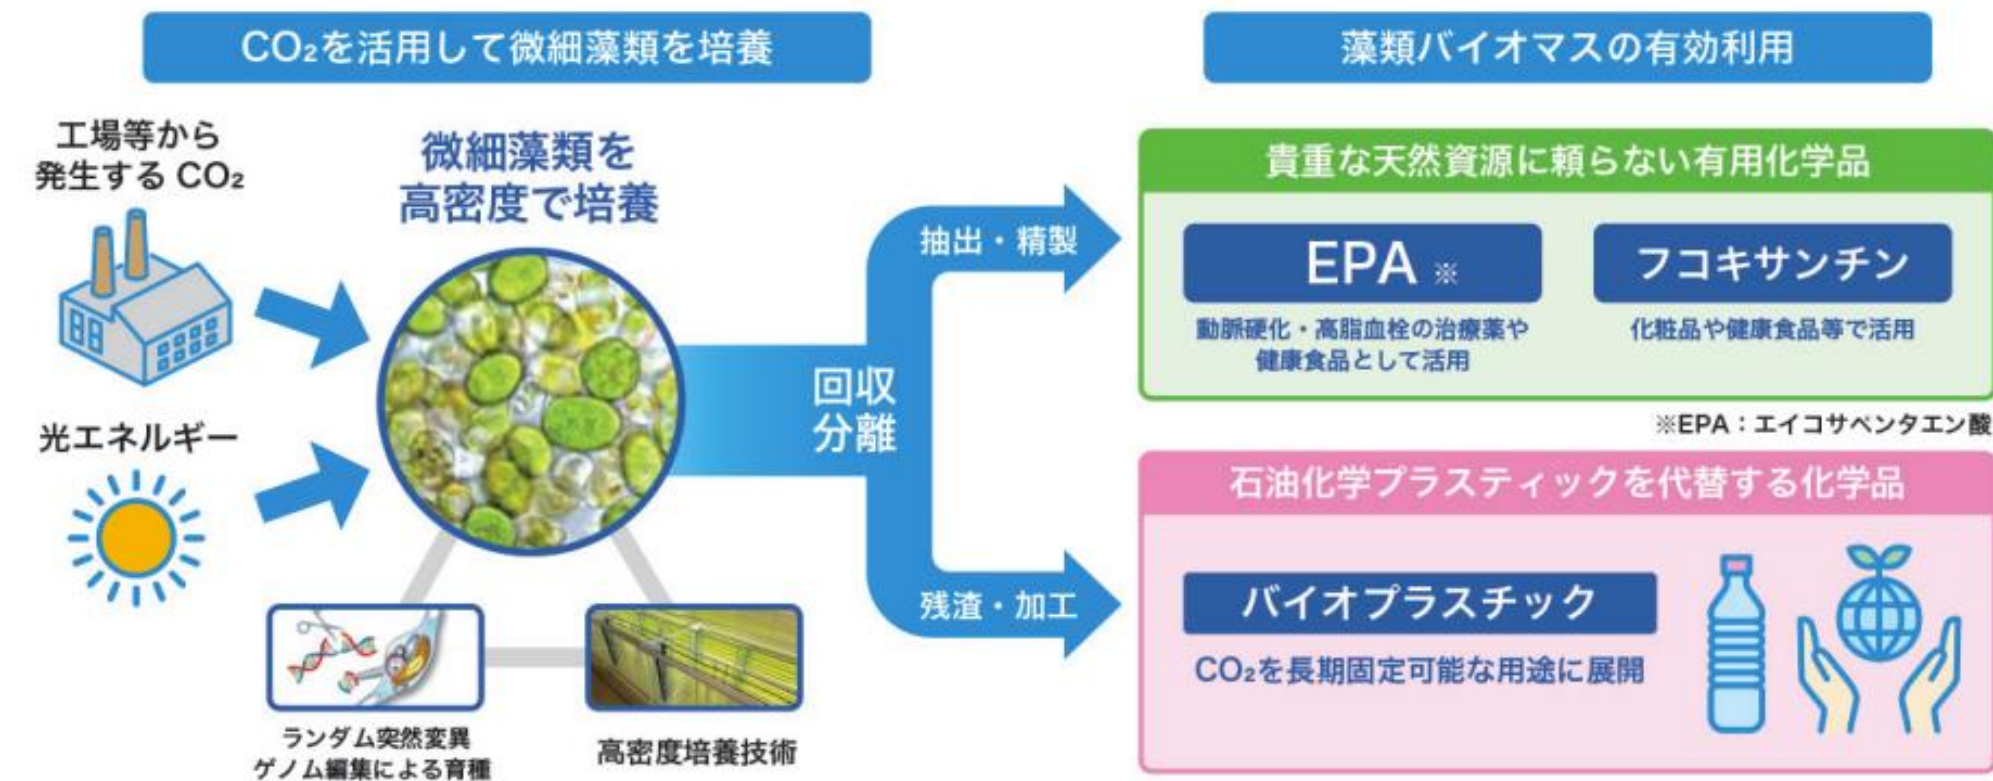 CO₂を活用して微細藻類を培養
藻類バイオマスの有効利用
工場等から
発生する CO₂
微細藻類を
高密度で培養
光エネルギー
ランダム突然変異
ゲノム編集による育種
高密度培養技術
回収
分離
抽出・精製
残渣・加工
貴重な天然資源に頼らない有用化学品
EPA ※
動脈硬化・高脂血栓の治療薬や
健康食品として活用
フコキサンチン
化粧品や健康食品等で活用
※EPA：エイコサペンタエン酸
石油化学プラスティックを代替する化学品
バイオプラスチック
CO₂を長期固定可能な用途に展開